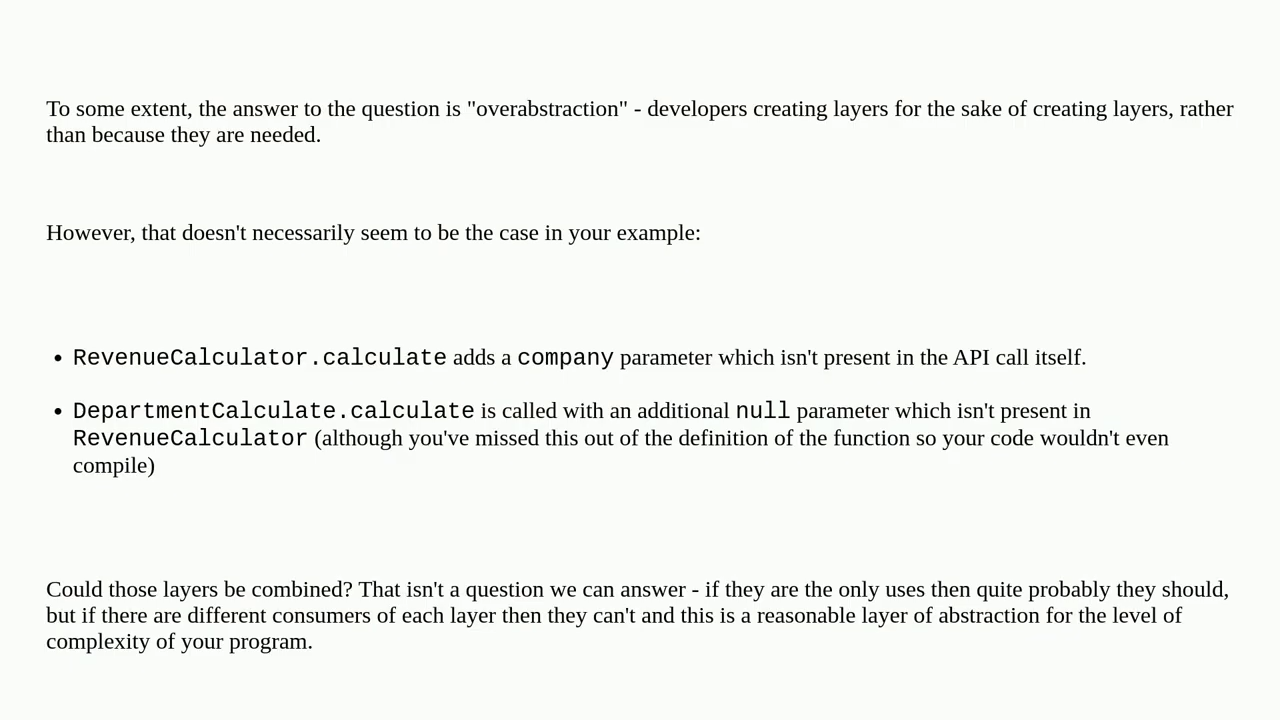 To some extent, the answer to the question is "overabstraction" - developers creating layers for the sake of creating layers, rather
than because they are needed.
However, that doesn't necessarily seem to be the case in your example:
• RevenueCalculator.calculate adds a company parameter which isn't present in the API call itself.
• DepartmentCalculate.calculate is called with an additional null parameter which isn't present in
RevenueCalculator (although you've missed this out of the definition of the function so your code wouldn't even
compile)
Could those layers be combined? That isn't a question we can answer - if they are the only uses then quite probably they should,
but if there are different consumers of each layer then they can't and this is a reasonable layer of abstraction for the level of
complexity of your program.